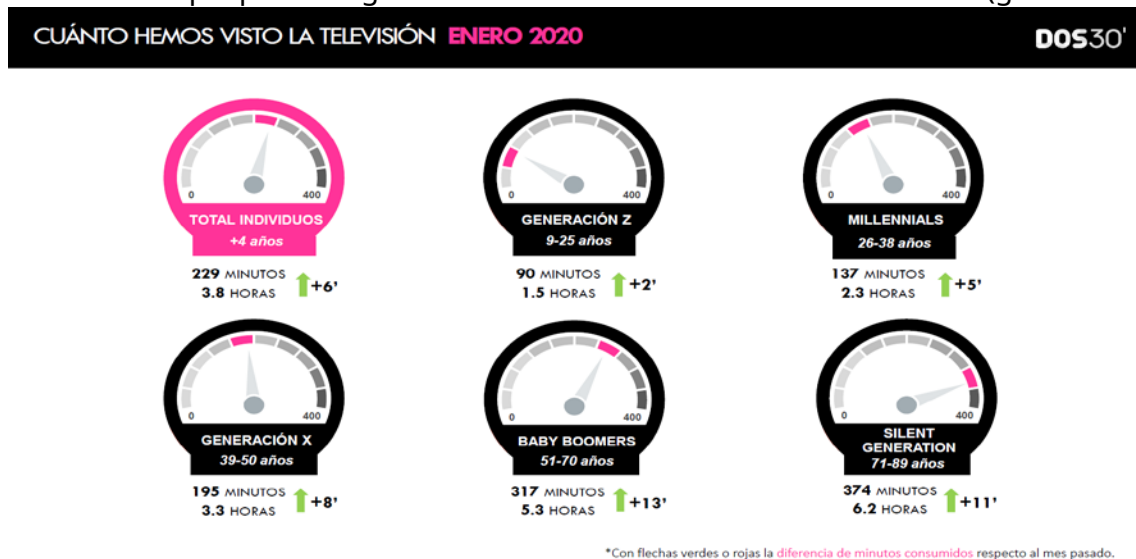 CUÁNTO HEMOS VISTO LA TELEVISIÓN ENERO 2020
DOS30'
0 400
TOTAL INDIVIDUOS
+4 años
229 MINUTOS
3.8 HORAS
+6'
0 400
GENERACIÓN Z
9-25 años
90 MINUTOS
1.5 HORAS
+2'
0 400
MILLENNIALS
26-38 años
137 MINUTOS
2.3 HORAS
+5'
0 400
GENERACIÓN X
39-50 años
195 MINUTOS
3.3 HORAS
+8'
0 400
BABY BOOMERS
51-70 años
317 MINUTOS
5.3 HORAS
+13'
0 400
SILENT
GENERATION
71-89 años
374 MINUTOS
6.2 HORAS
+11'
*Con flechas verdes o rojas la diferencia de minutos consumidos respecto al mes pasado.